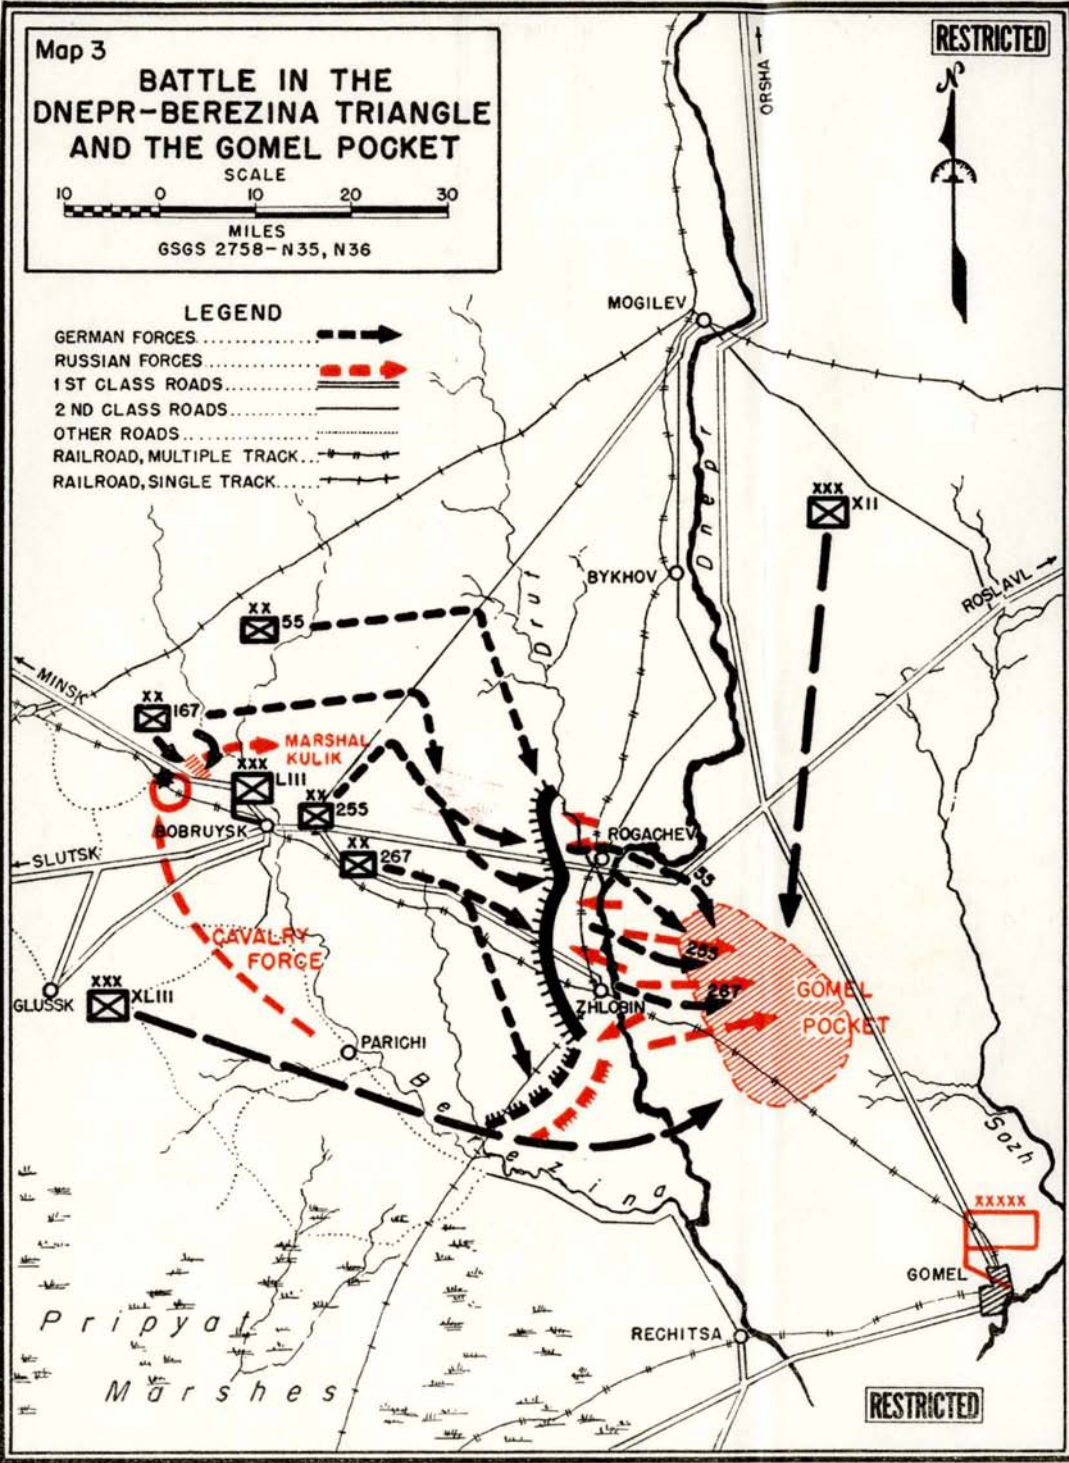 Map 3
RESTRICTED
BATTLE IN THE
DNEPR-BEREZINA TRIANGLE
AND THE GOMEL POCKET
SCALE
10 0 10 20 30
MILES
GSGS 2758-N35, N36
N
ORSHA
LEGEND
GERMAN FORCES
RUSSIAN FORCES
1ST CLASS ROADS
2ND CLASS ROADS
OTHER ROADS
RAILROAD, MULTIPLE TRACK
RAILROAD, SINGLE TRACK
MOGILEV
Dnepr
XXX
XII
BYKHOV
Drut
ROSLAVL
XX
55
MINSK
XX
167
MARSHAL
KULIK
XXX
LIII
XX
255
BOBRUYSK
ROGACHEV
SLUTSK
XX
267
55
CAVALRY
FORCE
255
267
GOMEL
POCKET
XXX
XLIII
GLUSSK
ZHLOBIN
PARICHI
Berezina
Sozh
XXXXX
GOMEL
RECHITSA
Pripyat
Marshes
RESTRICTED